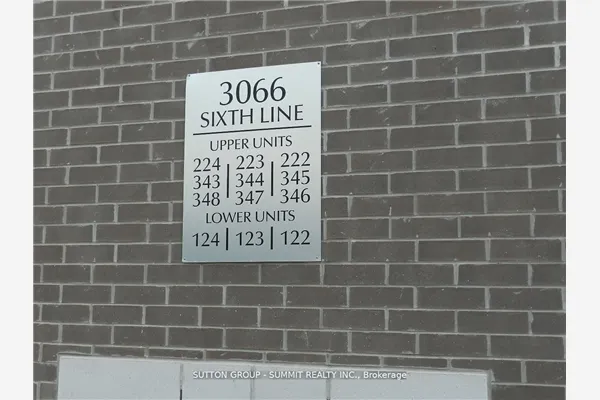 3066
SIXTH LINE
UPPER UNITS
224 | 223 | 222
343 | 344 | 345
348 | 347 | 346
LOWER UNITS
124 | 123 | 122
SUTTON GROUP - SUMMIT REALTY INC., Brokerage